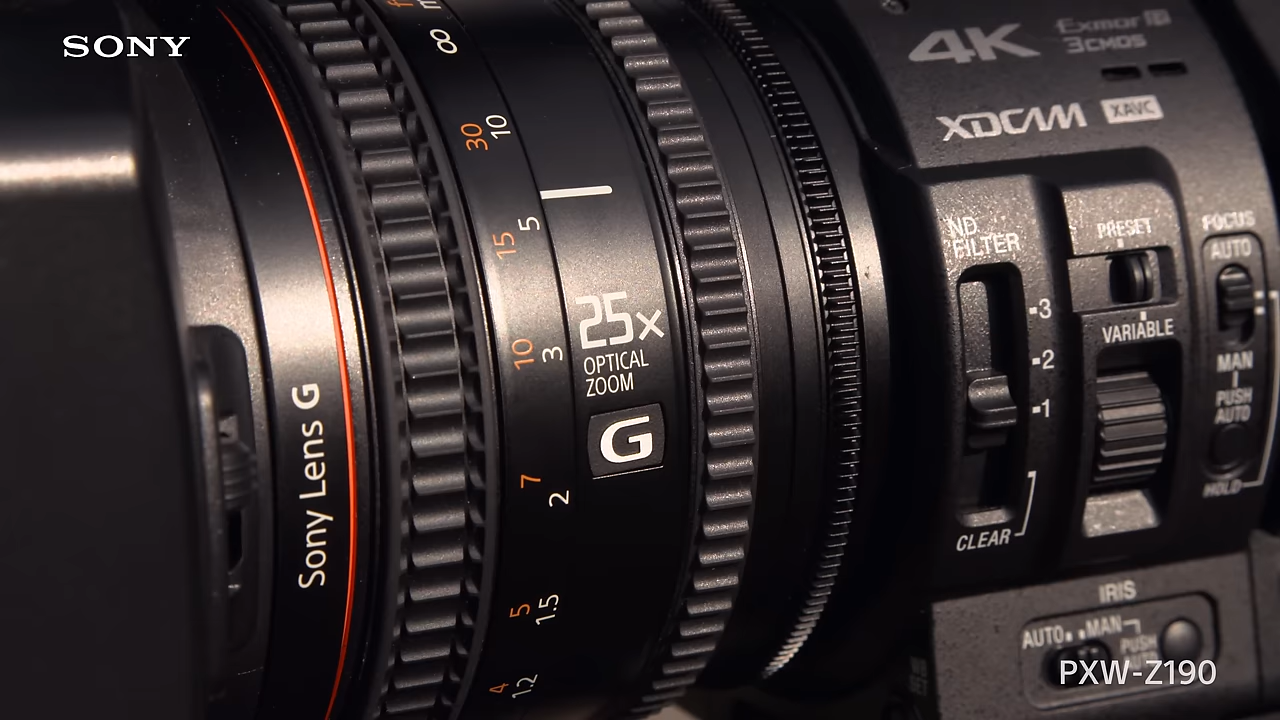 SONY
4K
Exmor R
3CMOS
XDCAM XAVC
ft m
∞
30 10
15 5
10 3
7 2
5 1.5
4 1.2
Sony Lens G
25x
OPTICAL
ZOOM
G
ND
FILTER
3
2
1
CLEAR
PRESET
VARIABLE
FOCUS
AUTO
MAN
PUSH
AUTO
HOLD
IRIS
AUTO MAN
PUSH
PXW-Z190